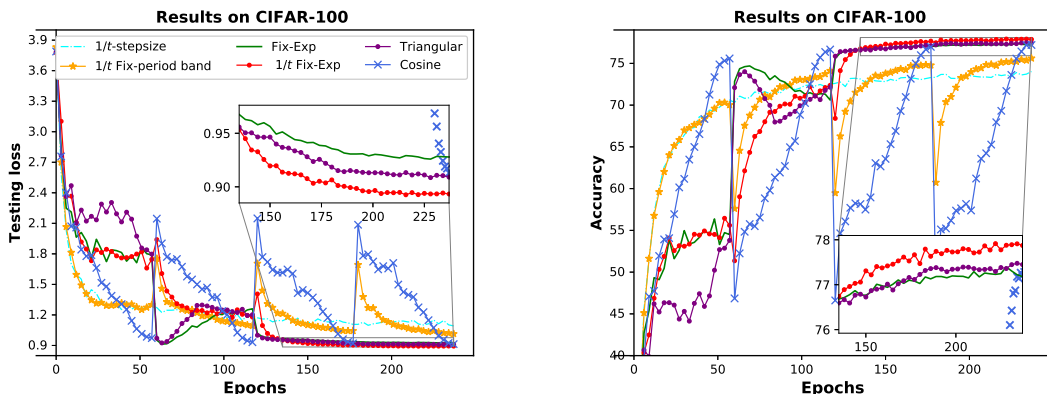 Results on CIFAR-100
3.9
3.6
3.3
3.0
2.7
2.4
2.1
1.8
1.5
1.2
0.9
Testing loss
1/t-stepsize
1/t Fix-period band
Fix-Exp
1/t Fix-Exp
Triangular
Cosine
0.95
0.90
150 175 200 225
0 50 100 150 200
Epochs
Results on CIFAR-100
75
70
65
60
55
50
45
40
Accuracy
78
77
76
150 200
0 50 100 150 200
Epochs